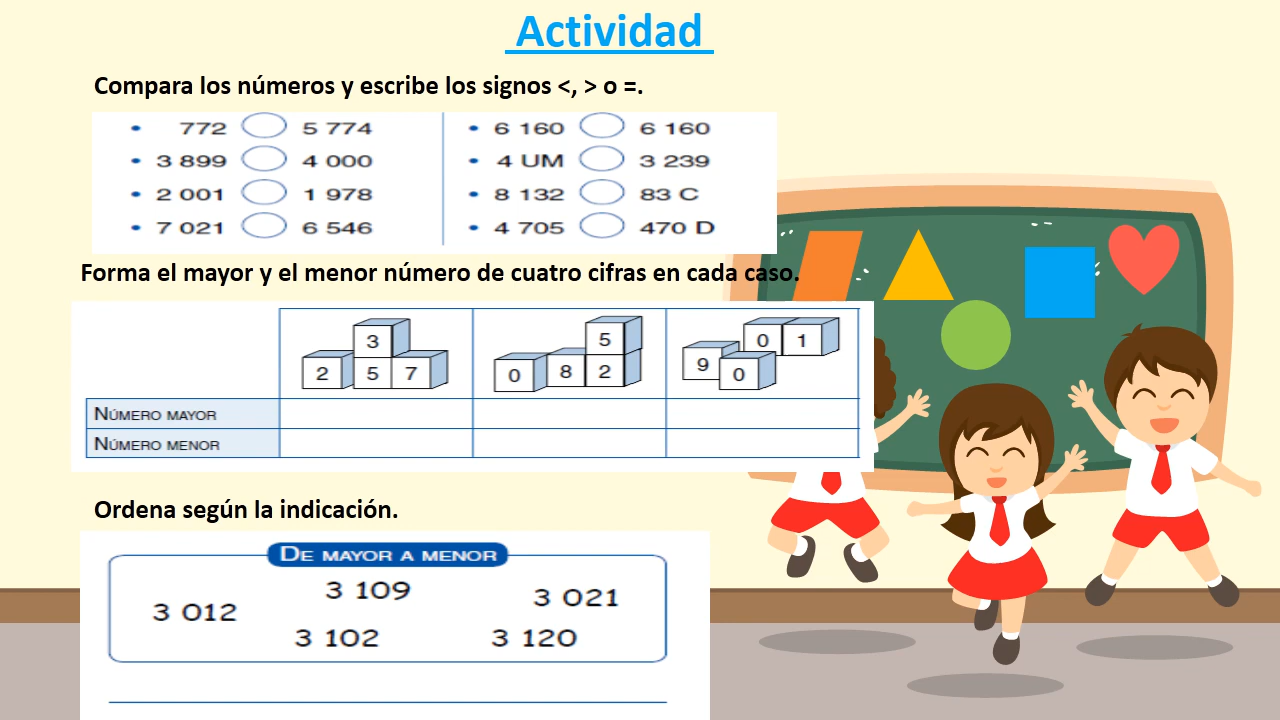 Actividad
Compara los números y escribe los signos <, > o =.
• 772 5 774
• 3 899 4 000
• 2 001 1 978
• 7 021 6 546
• 6 160 6 160
• 4 UM 3 239
• 8 132 83 C
• 4 705 470 D
Forma el mayor y el menor número de cuatro cifras en cada caso.
3
2 5 7
5
0 8 2
0 1
9 0
NÚMERO MAYOR
NÚMERO MENOR
Ordena según la indicación.
DE MAYOR A MENOR
3 012 3 109 3 021
3 102 3 120